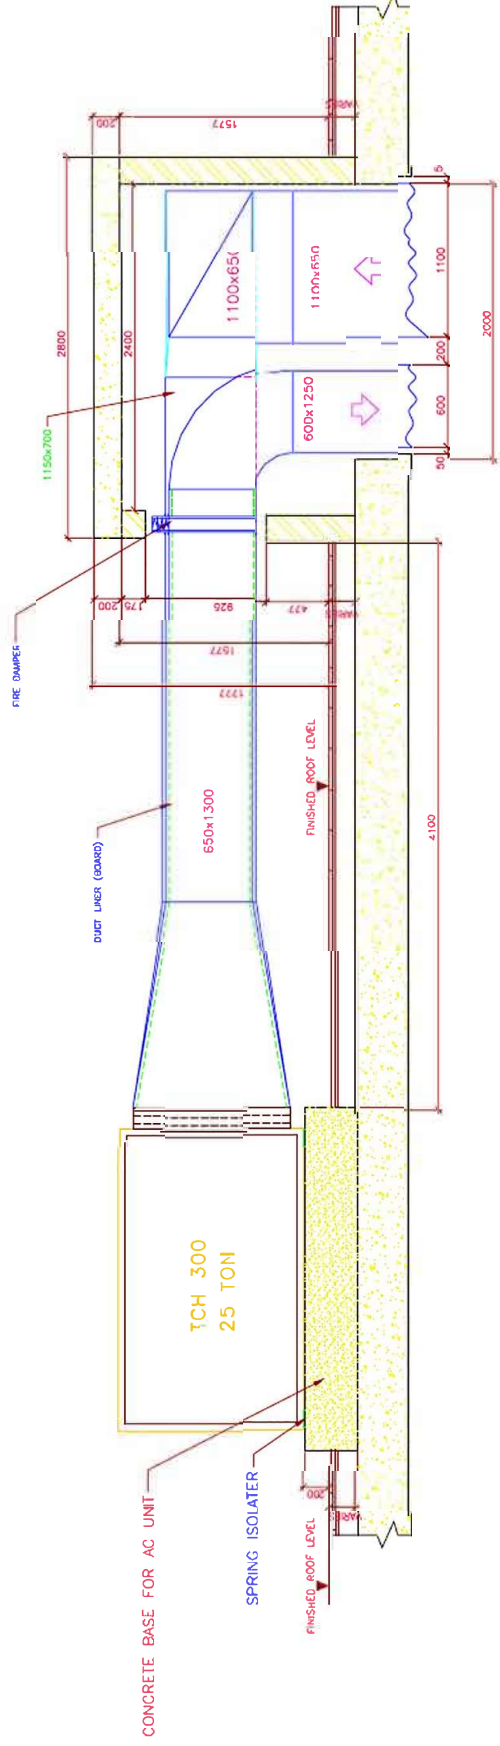 2800
2400
200
1577
VARIES
1150x700
FIRE DAMPER
DUCT LINER (BOARD)
1100x650
1100x650
600x1250
5
1100
200
600
50
2000
200
175
926
477
VARIES
1577
1777
650x1300
FINISHED ROOF LEVEL
4100
TCH 300
25 TON
CONCRETE BASE FOR AC UNIT
SPRING ISOLATER
200
VARIES
FINISHED ROOF LEVEL